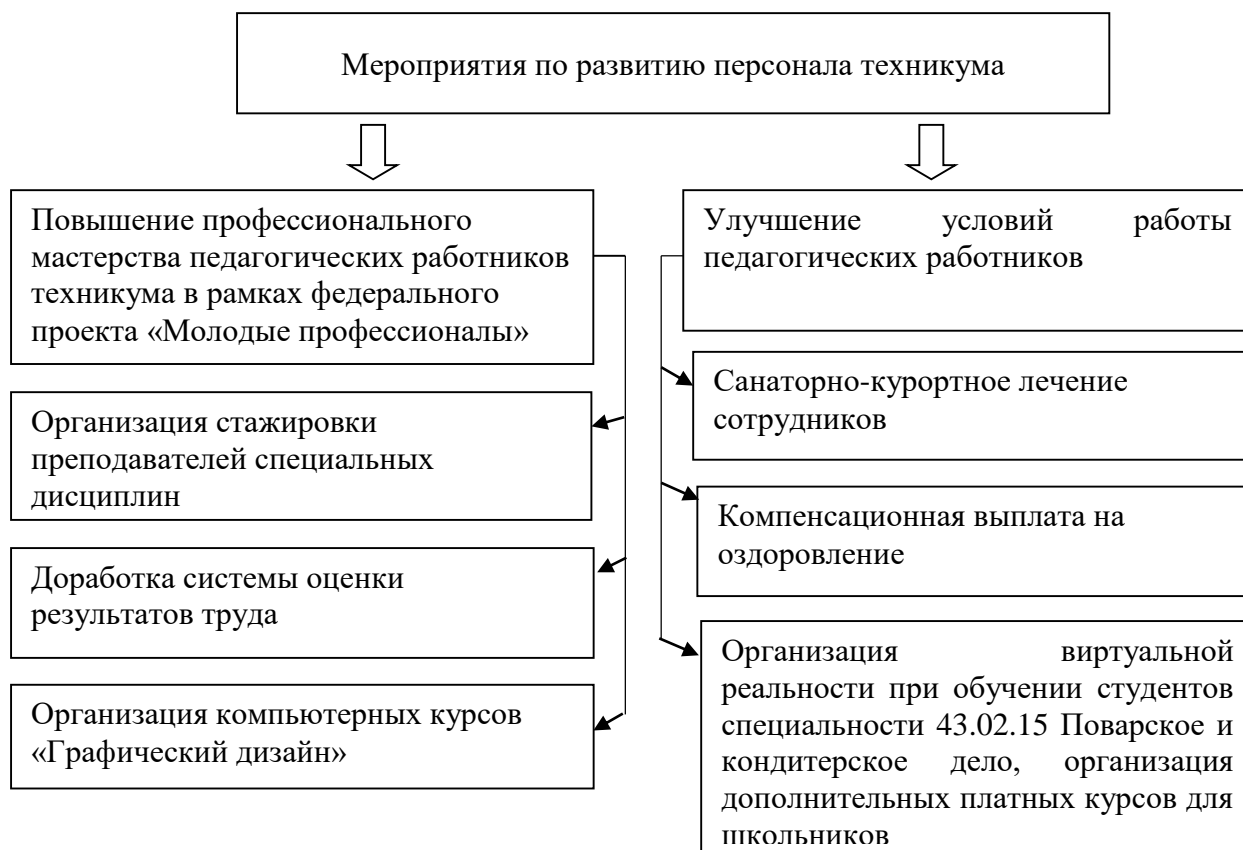 Мероприятия по развитию персонала техникума
Повышение профессионального
мастерства педагогических работников
техникума в рамках федерального
проекта «Молодые профессионалы»
Организация стажировки
преподавателей специальных
дисциплин
Доработка системы оценки
результатов труда
Организация компьютерных курсов
«Графический дизайн»
Улучшение условий работы
педагогических работников
Санаторно-курортное лечение
сотрудников
Компенсационная выплата на
оздоровление
Организация виртуальной
реальности при обучении студентов
специальности 43.02.15 Поварское и
кондитерское дело, организация
дополнительных платных курсов для
школьников